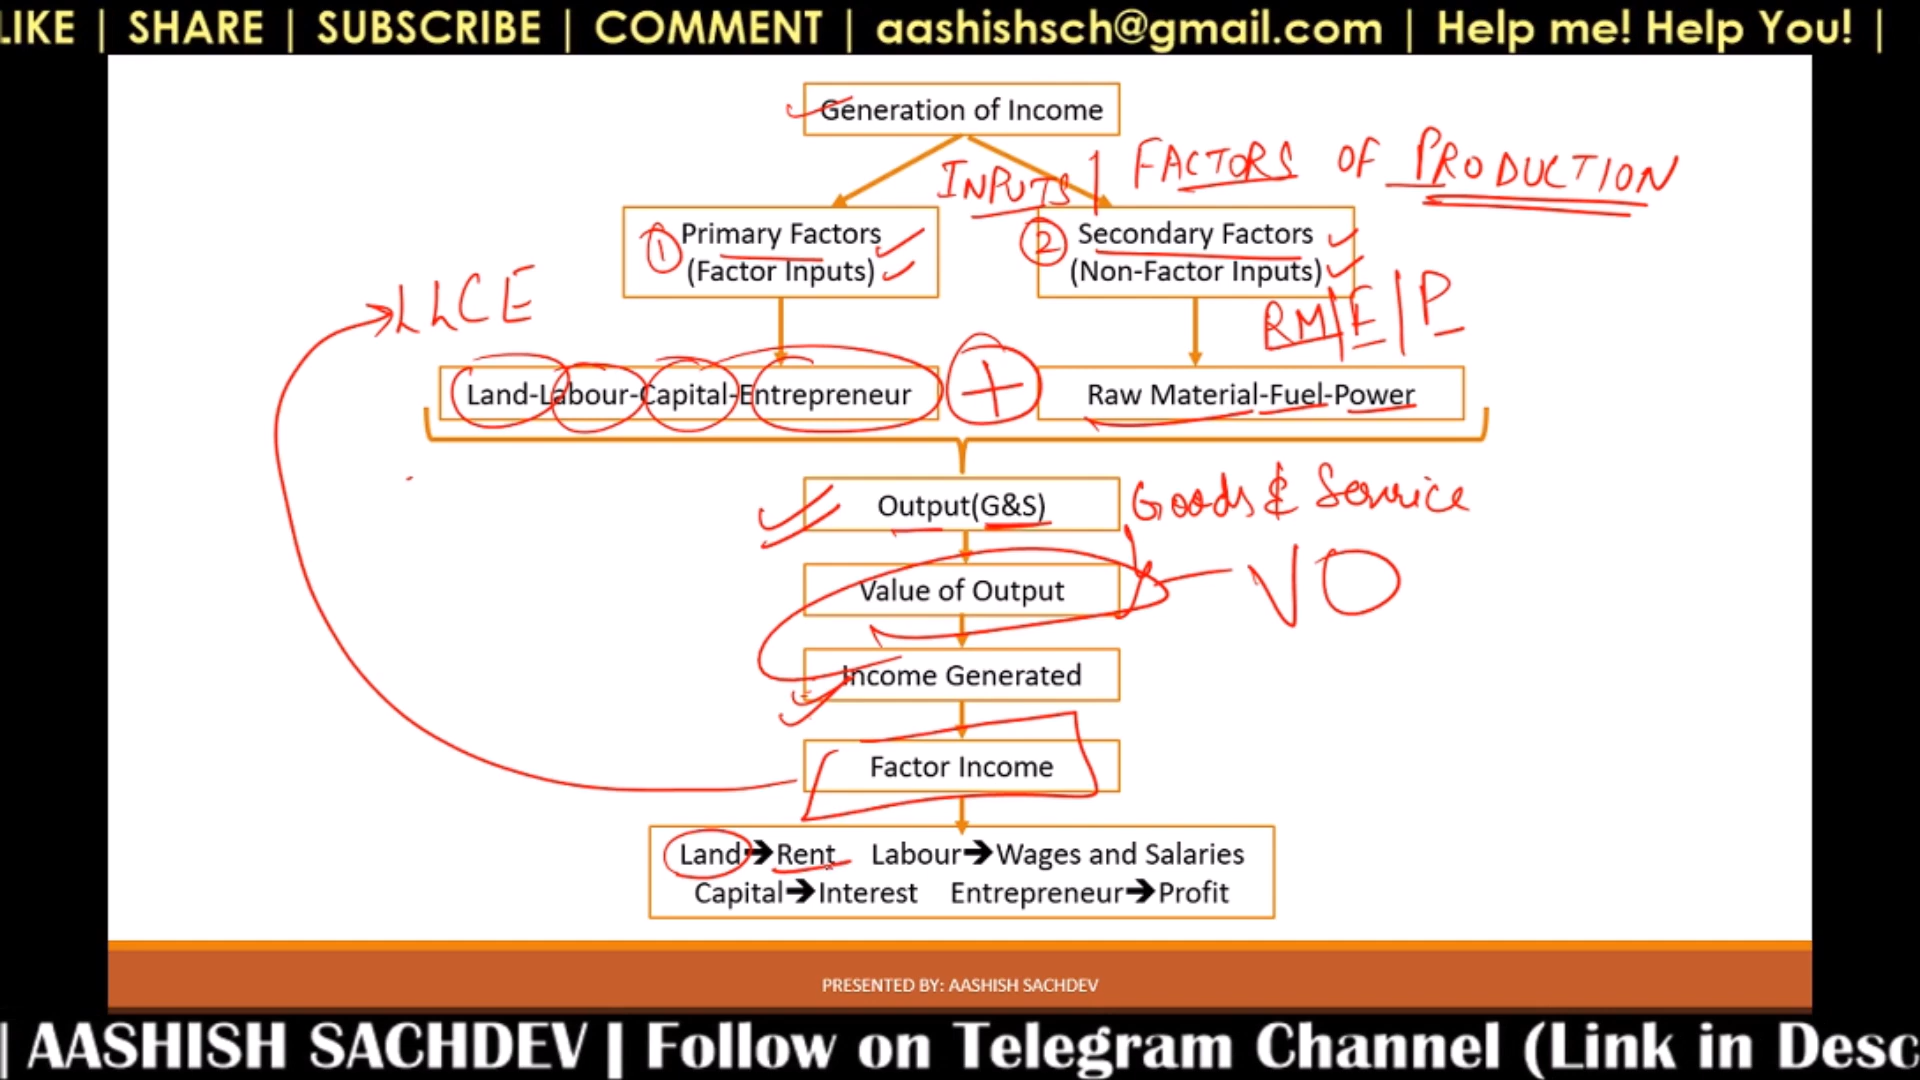 LIKE | SHARE | SUBSCRIBE | COMMENT | aashishsch@gmail.com | Help me! Help You! |
Generation of Income
INPUTS | FACTORS OF PRODUCTION
① Primary Factors
(Factor Inputs)
② Secondary Factors
(Non-Factor Inputs)
LLCE
RM/F/P
Land-Labour-Capital-Entrepreneur
+
Raw Material-Fuel-Power
Output(G&S)
Goods & Service
Value of Output
VO
Income Generated
Factor Income
Land➔Rent Labour➔Wages and Salaries
Capital➔Interest Entrepreneur➔Profit
PRESENTED BY: AASHISH SACHDEV
| AASHISH SACHDEV | Follow on Telegram Channel (Link in Desc